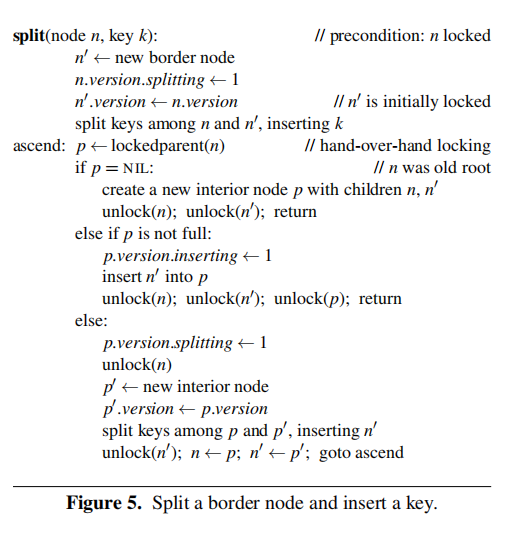 split(node n, key k): // precondition: n locked
n′ ← new border node
n.version.splitting ← 1
n′.version ← n.version // n′ is initially locked
split keys among n and n′, inserting k
ascend: p ← lockedparent(n) // hand-over-hand locking
if p = NIL: // n was old root
create a new interior node p with children n, n′
unlock(n); unlock(n′); return
else if p is not full:
p.version.inserting ← 1
insert n′ into p
unlock(n); unlock(n′); unlock(p); return
else:
p.version.splitting ← 1
unlock(n)
p′ ← new interior node
p′.version ← p.version
split keys among p and p′, inserting n′
unlock(n′); n ← p; n′ ← p′; goto ascend
Figure 5. Split a border node and insert a key.